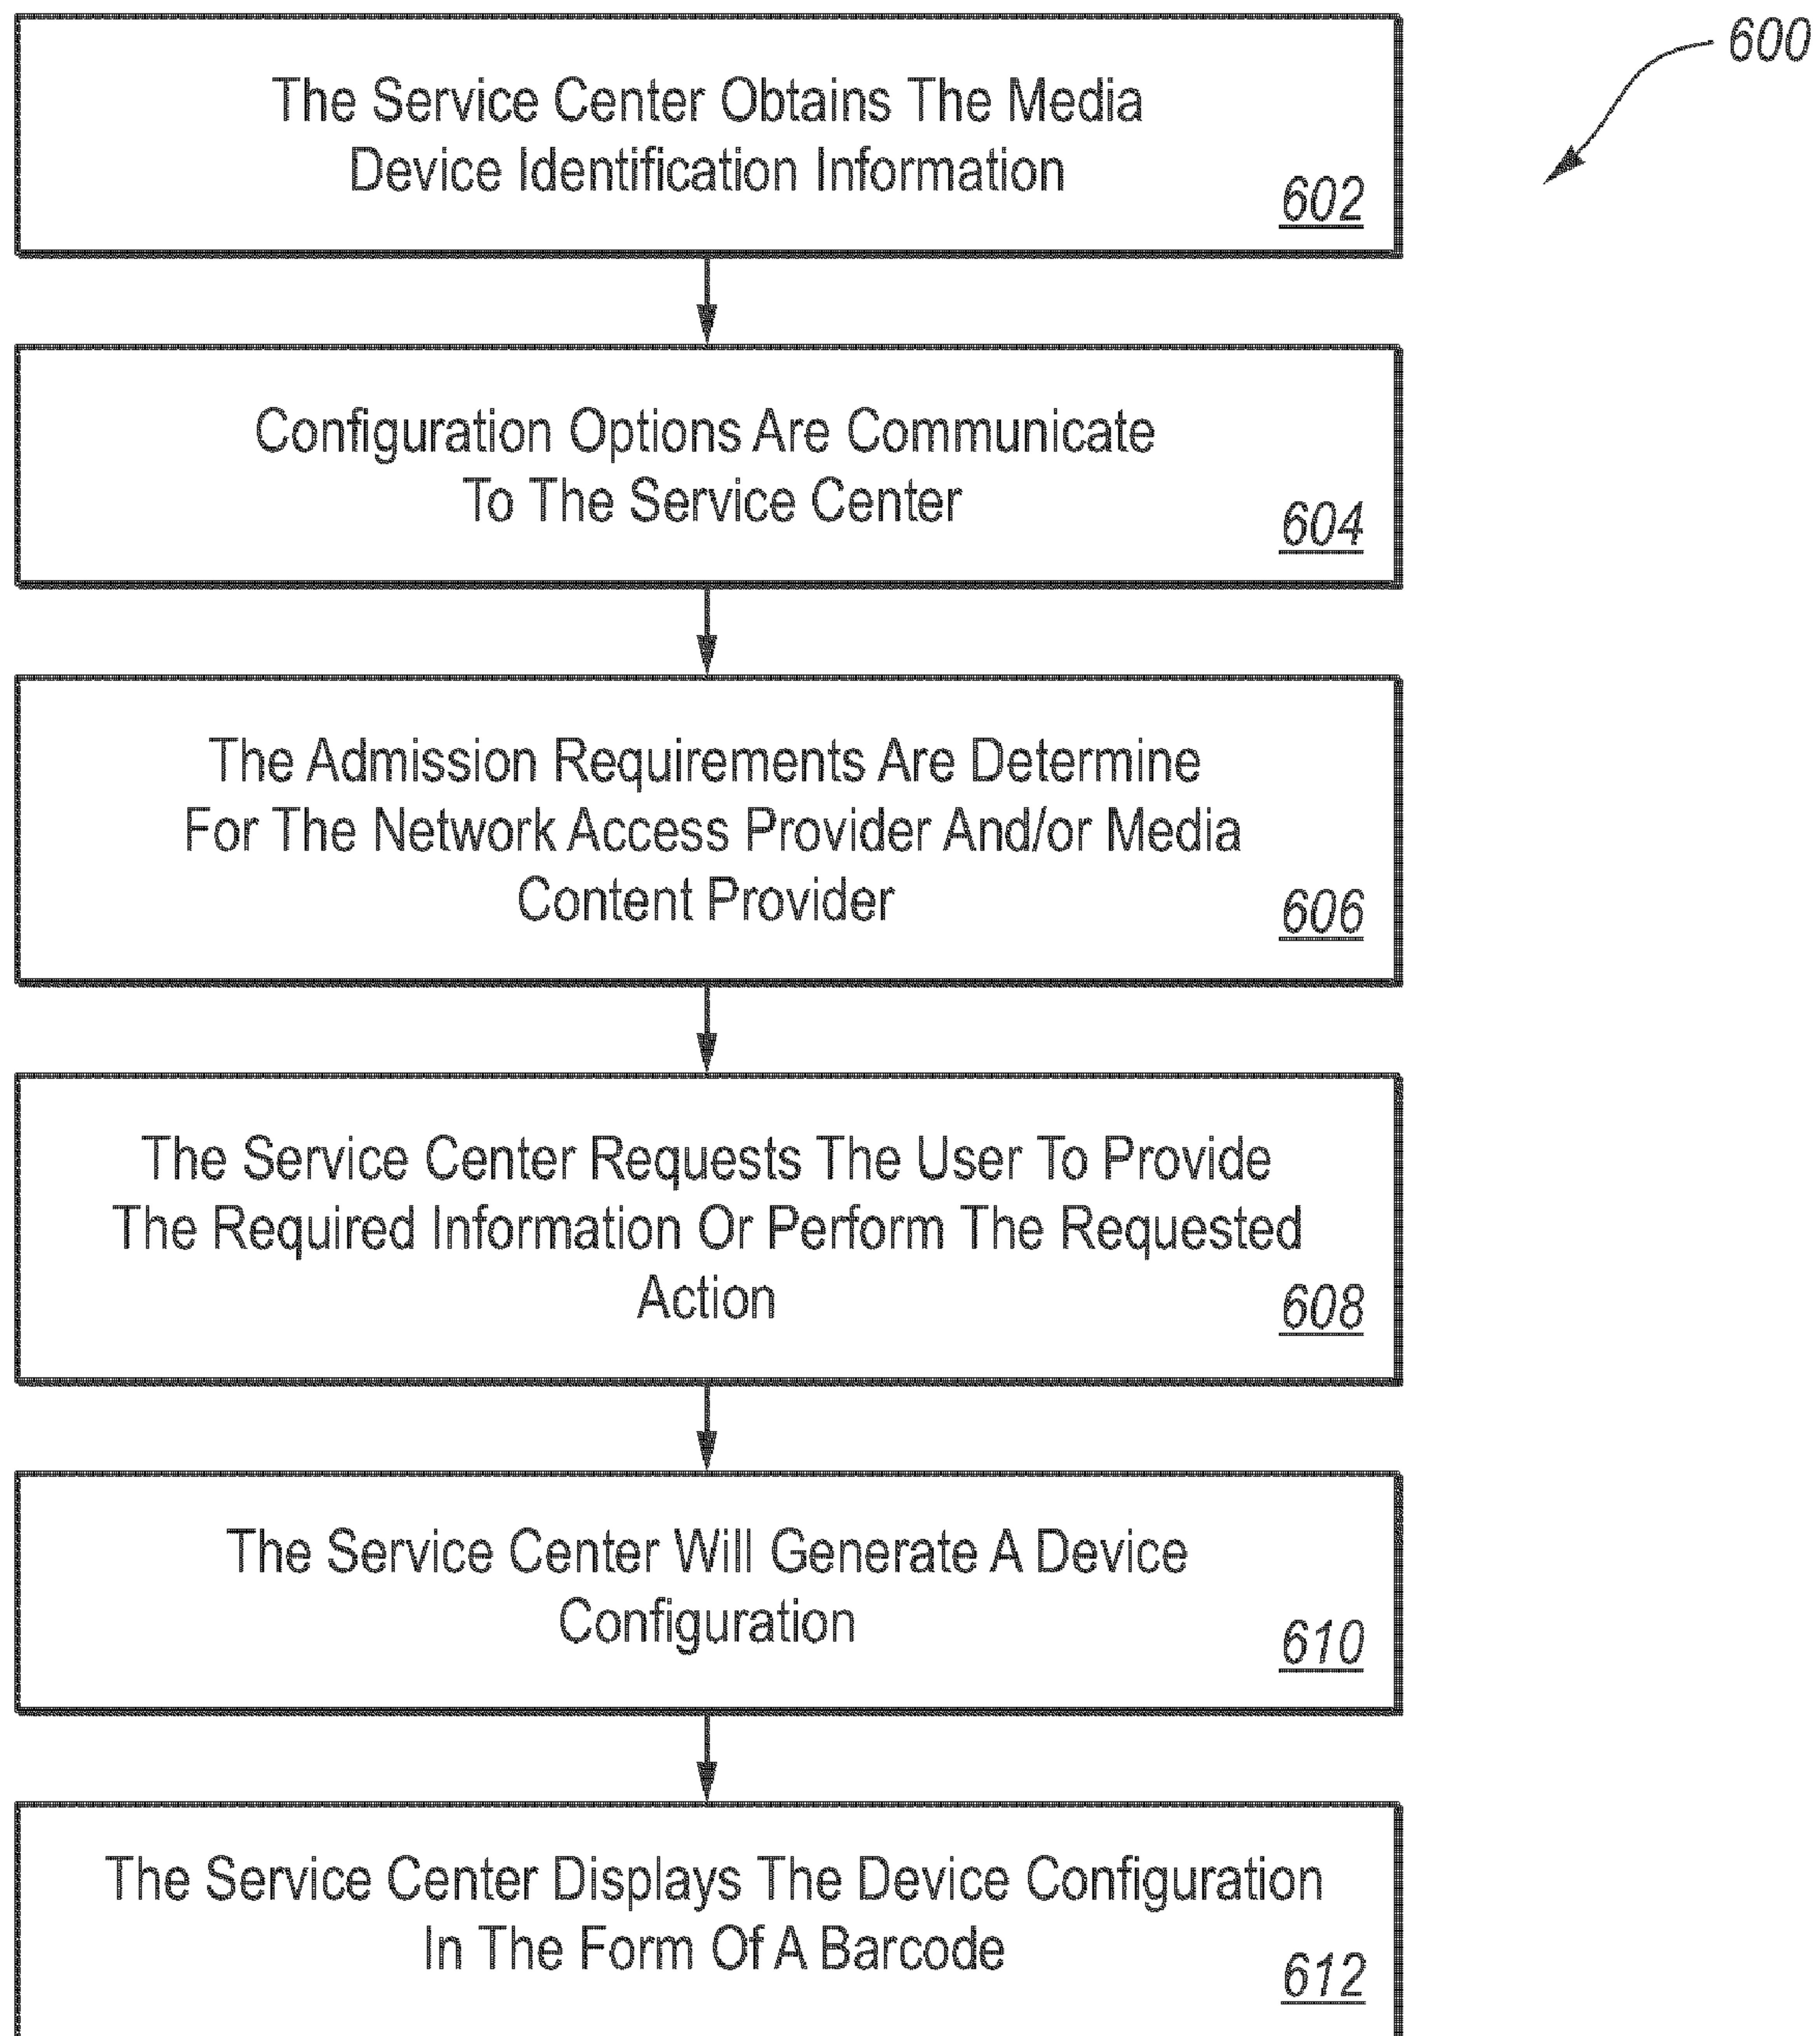 600
The Service Center Obtains The Media
Device Identification Information
602
Configuration Options Are Communicate
To The Service Center
604
The Admission Requirements Are Determine
For The Network Access Provider And/or Media
Content Provider
606
The Service Center Requests The User To Provide
The Required Information Or Perform The Requested
Action
608
The Service Center Will Generate A Device
Configuration
610
The Service Center Displays The Device Configuration
In The Form Of A Barcode
612